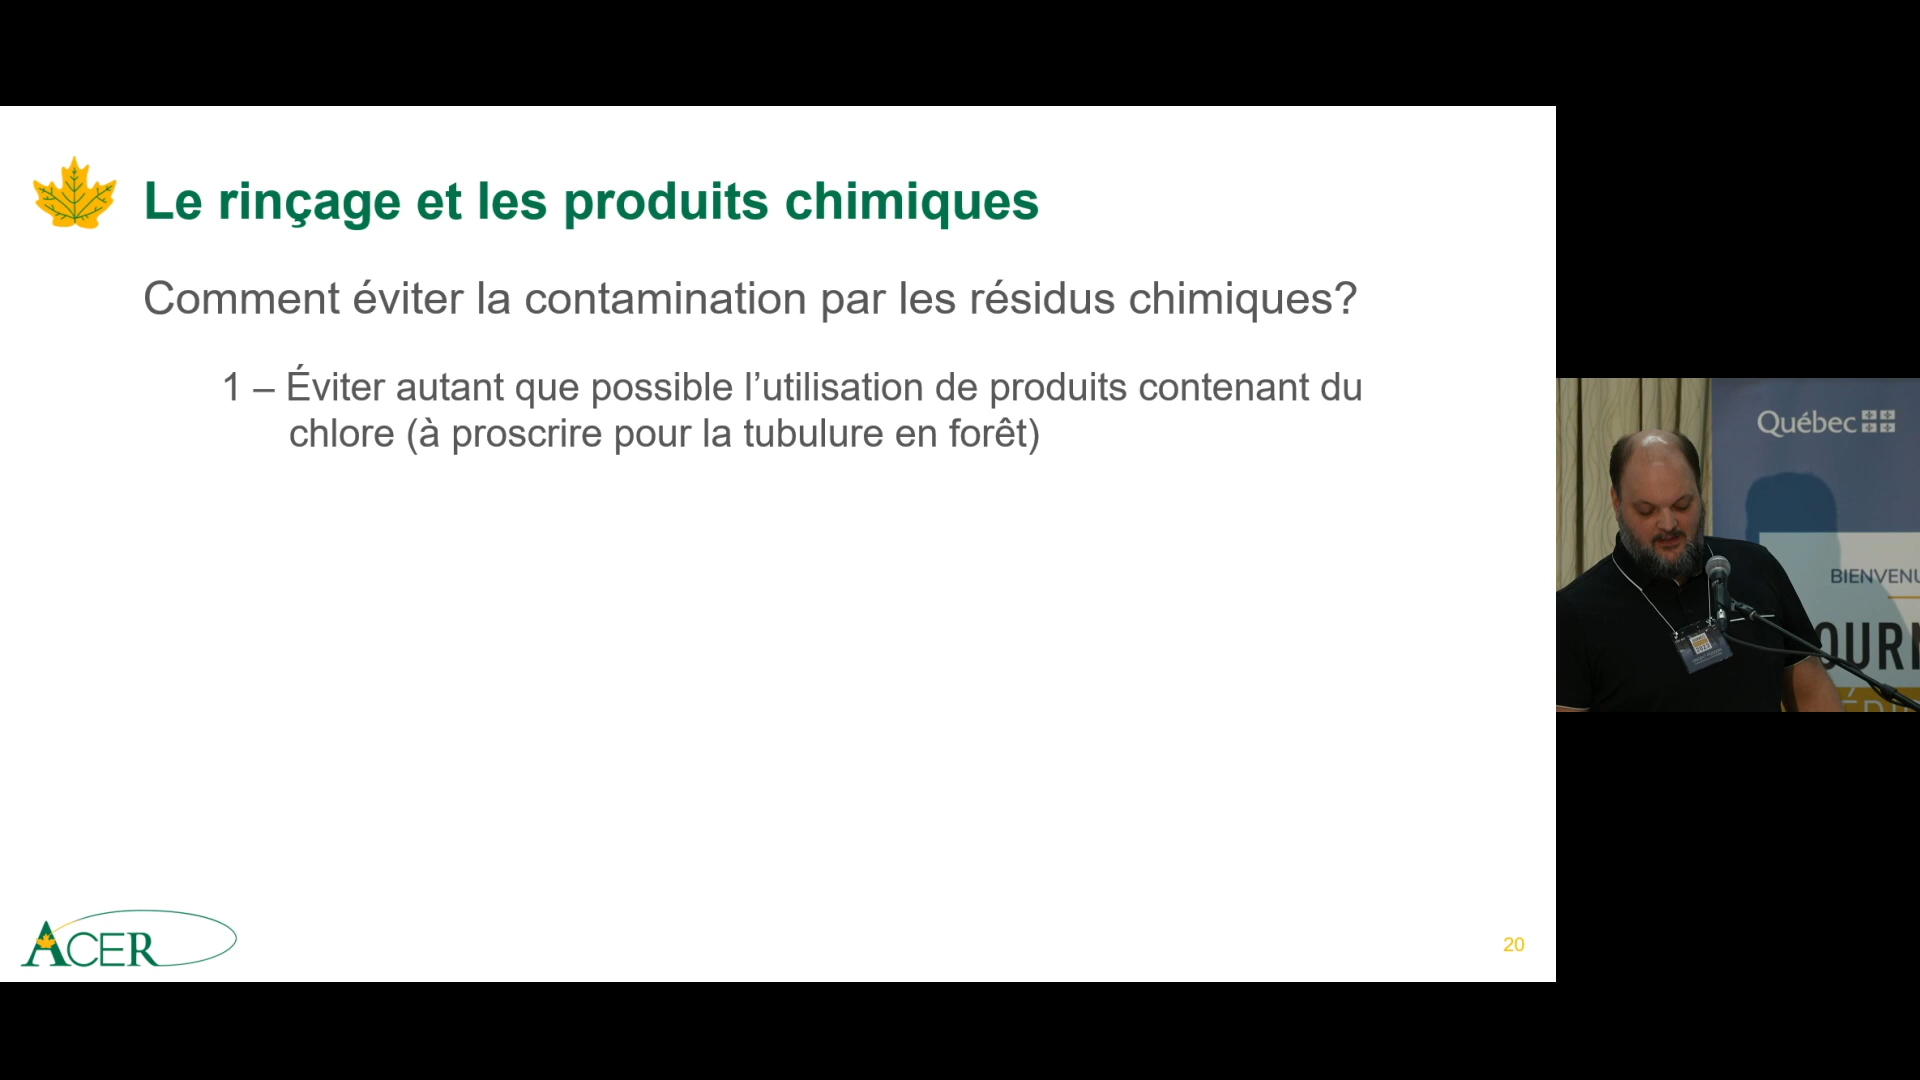 Le rinçage et les produits chimiques
Comment éviter la contamination par les résidus chimiques?
1 – Éviter autant que possible l’utilisation de produits contenant du
chlore (à proscrire pour la tubulure en forêt)
ACER
20
Québec
BIENVENU
OURN